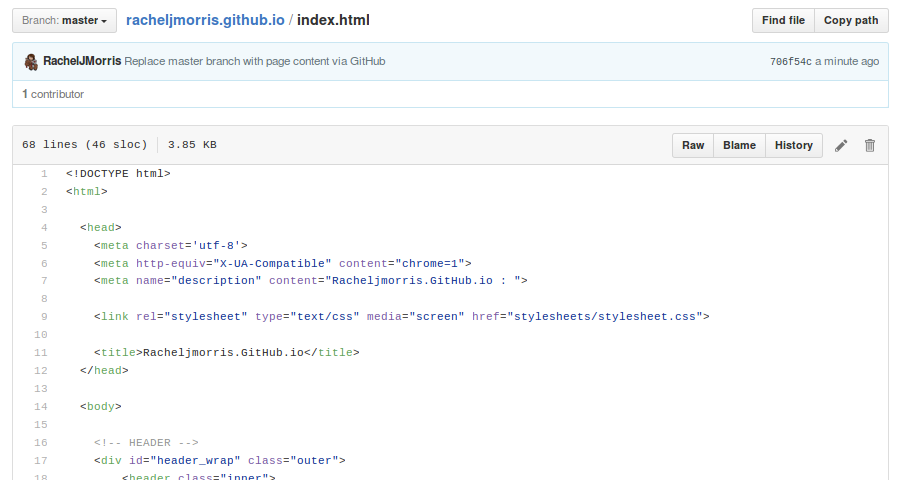 Branch: master racheljmorris.github.io / index.html Find file Copy path
RachelJMorris Replace master branch with page content via GitHub 706f54c a minute ago
1 contributor
68 lines (46 sloc) 3.85 KB Raw Blame History
1 <!DOCTYPE html>
2 <html>
3
4 <head>
5 <meta charset='utf-8'>
6 <meta http-equiv="X-UA-Compatible" content="chrome=1">
7 <meta name="description" content="Racheljmorris.GitHub.io : ">
8
9 <link rel="stylesheet" type="text/css" media="screen" href="stylesheets/stylesheet.css">
10
11 <title>Racheljmorris.GitHub.io</title>
12 </head>
13
14 <body>
15
16 <!-- HEADER -->
17 <div id="header_wrap" class="outer">
18 <header class="inner">